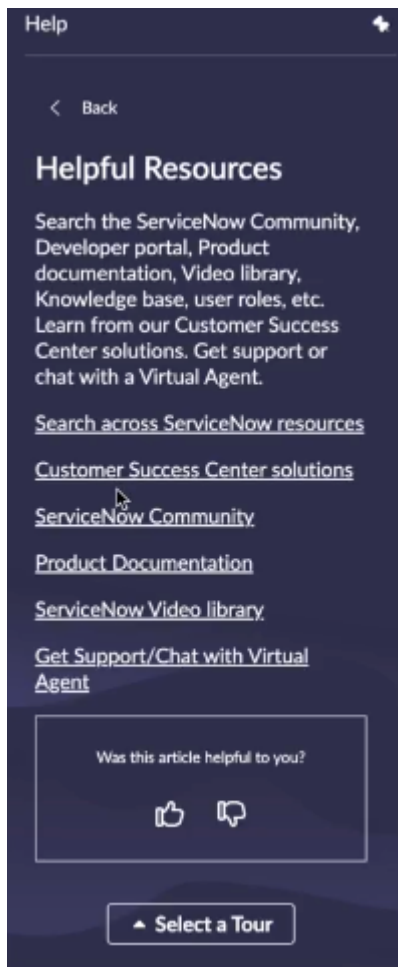 Help
Back
Helpful Resources
Search the ServiceNow Community,
Developer portal, Product
documentation, Video library,
Knowledge base, user roles, etc.
Learn from our Customer Success
Center solutions. Get support or
chat with a Virtual Agent.
Search across ServiceNow resources
Customer Success Center solutions
ServiceNow Community
Product Documentation
ServiceNow Video library
Get Support/Chat with Virtual
Agent
Was this article helpful to you?
Select a Tour